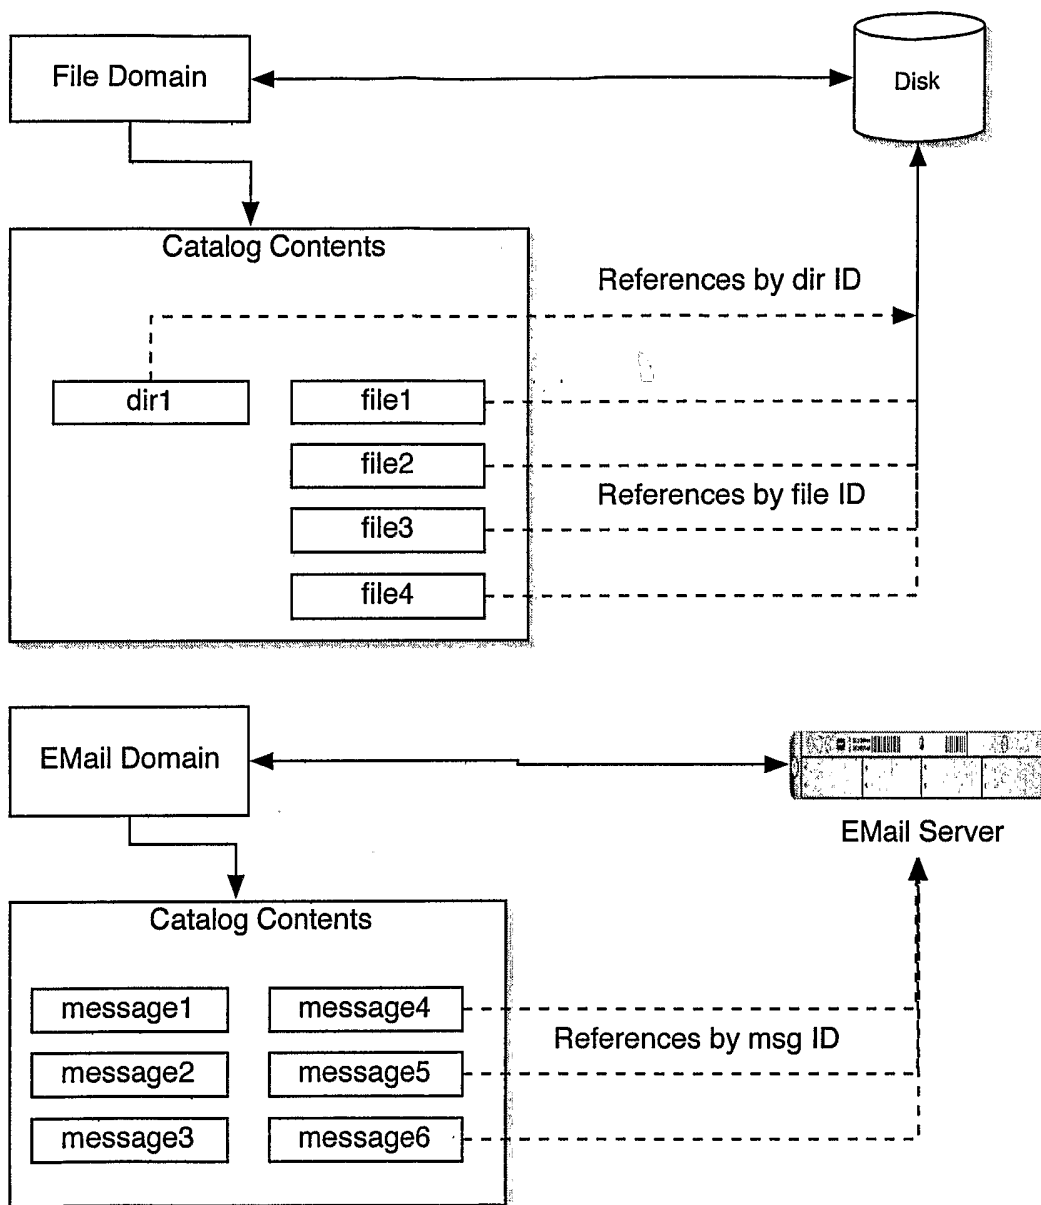 File Domain
Disk
Catalog Contents
References by dir ID
dir1
file1
file2
References by file ID
file3
file4
EMail Domain
EMail Server
Catalog Contents
message1
message4
References by msg ID
message2
message5
message3
message6